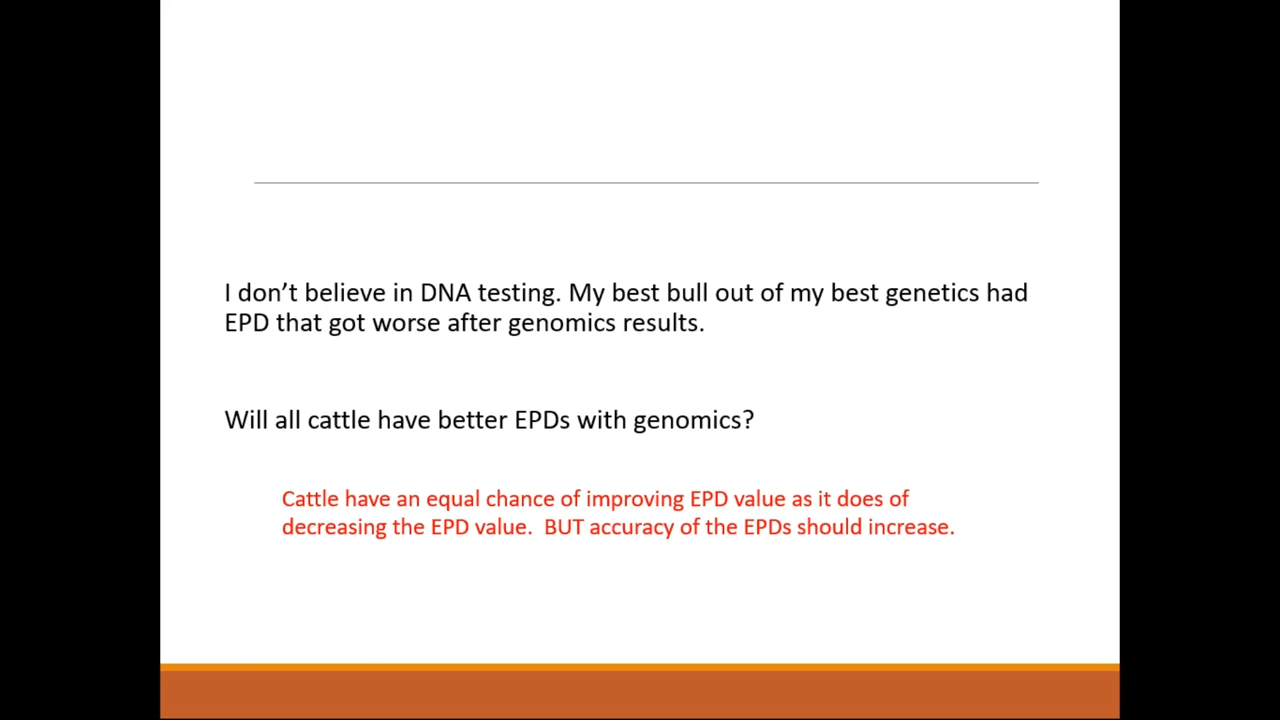 I don’t believe in DNA testing. My best bull out of my best genetics had
EPD that got worse after genomics results.
Will all cattle have better EPDs with genomics?
Cattle have an equal chance of improving EPD value as it does of
decreasing the EPD value.  BUT accuracy of the EPDs should increase.